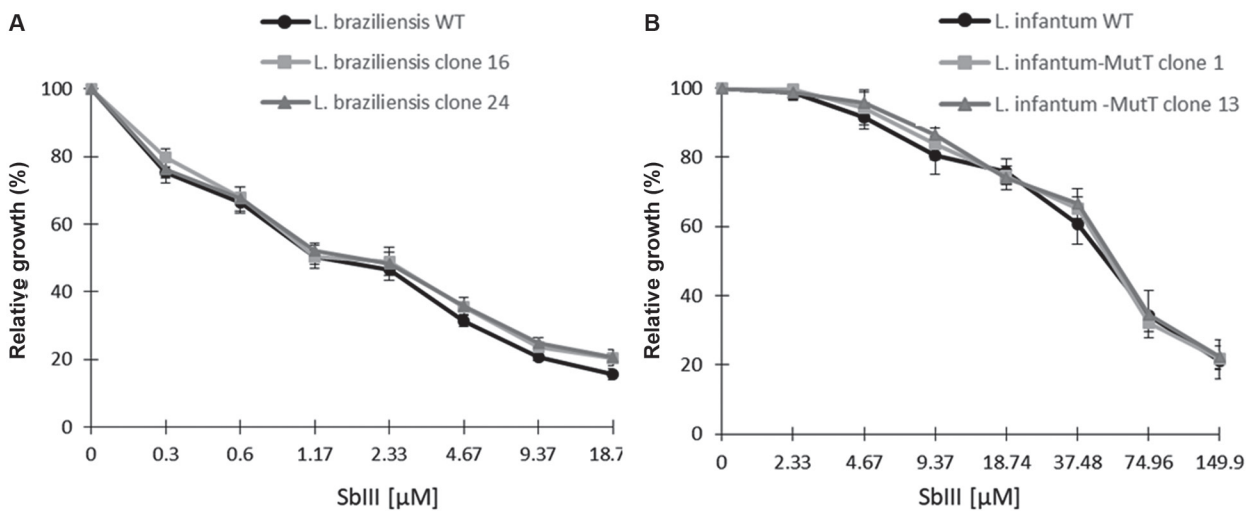 A
L. braziliensis WT
L. braziliensis clone 16
L. braziliensis clone 24
Relative growth (%)
100
80
60
40
20
0
0 0.3 0.6 1.17 2.33 4.67 9.37 18.7
SbIII [µM]
B
L. infantum WT
L. infantum-MutT clone 1
L. infantum -MutT clone 13
Relative growth (%)
100
80
60
40
20
0
0 2.33 4.67 9.37 18.74 37.48 74.96 149.9
SbIII [µM]